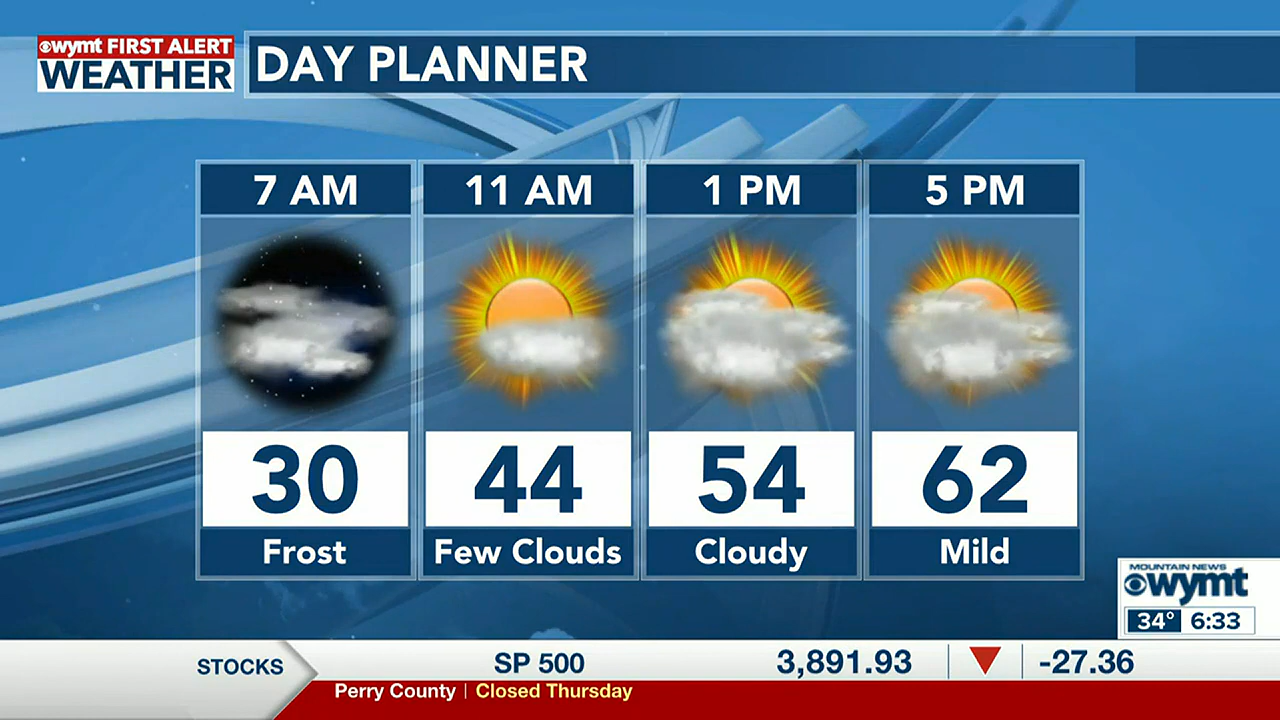 wymt FIRST ALERT
WEATHER
DAY PLANNER
7 AM
30
Frost
11 AM
44
Few Clouds
1 PM
54
Cloudy
5 PM
62
Mild
MOUNTAIN NEWS
wymt
34° 6:33
STOCKS SP 500 3,891.93 -27.36
Perry County | Closed Thursday